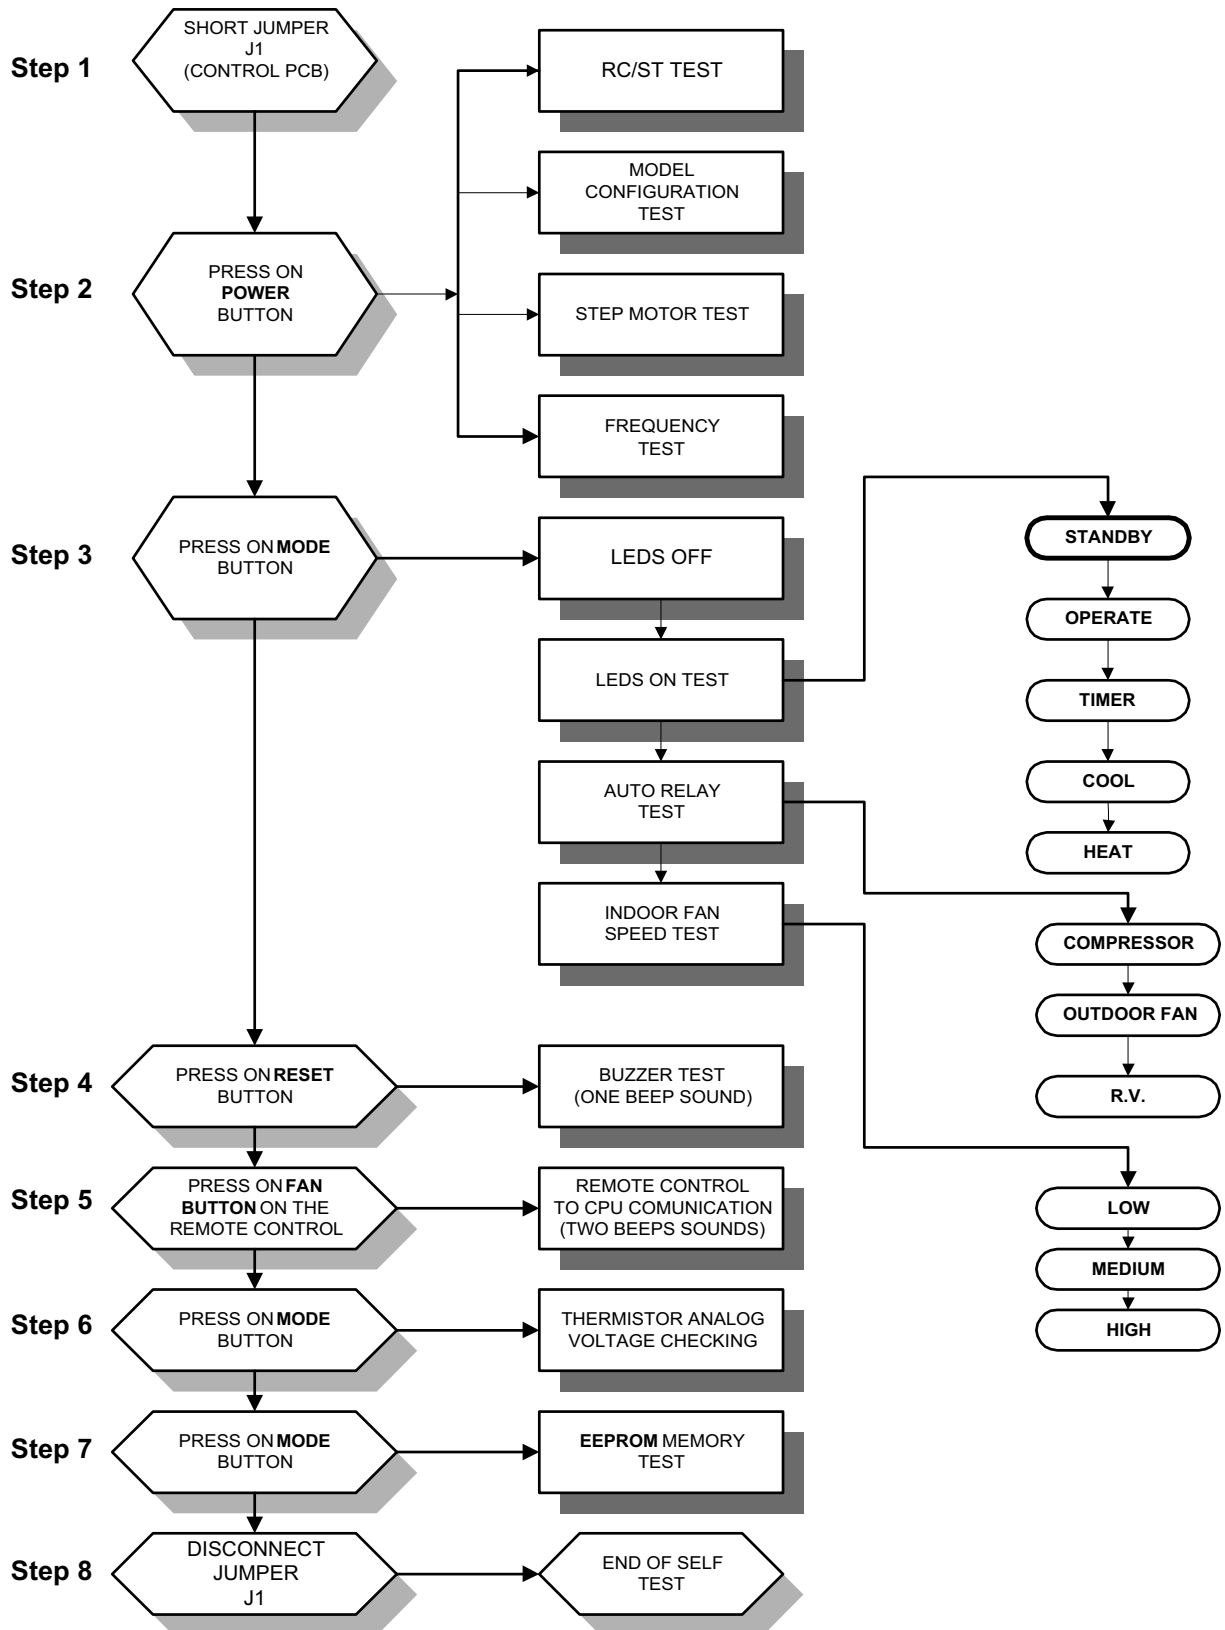 Step 1
SHORT JUMPER
J1
(CONTROL PCB)
RC/ST TEST
MODEL
CONFIGURATION
TEST
Step 2
PRESS ON
POWER
BUTTON
STEP MOTOR TEST
FREQUENCY
TEST
Step 3
PRESS ON MODE
BUTTON
LEDS OFF
LEDS ON TEST
AUTO RELAY
TEST
INDOOR FAN
SPEED TEST
STANDBY
OPERATE
TIMER
COOL
HEAT
COMPRESSOR
OUTDOOR FAN
R.V.
LOW
MEDIUM
HIGH
Step 4
PRESS ON RESET
BUTTON
BUZZER TEST
(ONE BEEP SOUND)
Step 5
PRESS ON FAN
BUTTON ON THE
REMOTE CONTROL
REMOTE CONTROL
TO CPU COMUNICATION
(TWO BEEPS SOUNDS)
Step 6
PRESS ON MODE
BUTTON
THERMISTOR ANALOG
VOLTAGE CHECKING
Step 7
PRESS ON MODE
BUTTON
EEPROM MEMORY
TEST
Step 8
DISCONNECT
JUMPER
J1
END OF SELF
TEST